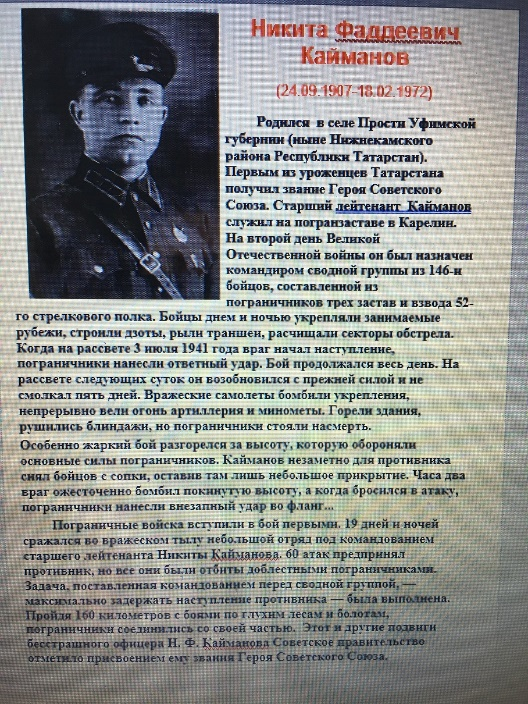 Никита Фаддеевич
Кайманов
(24.09.1907-18.02.1972)
Родился в селе Прости Уфимской
губернии (ныне Нижнекамского
района Республики Татарстан).
Первым из уроженцев Татарстана
получил звание Героя Советского
Союза. Старший лейтенант Кайманов
служил на погранзаставе в Карелии.
На второй день Великой
Отечественной войны он был назначен
командиром сводной группы из 146-и
бойцов, составленной из
пограничников трех застав и взвода 52-
го стрелкового полка. Бойцы днем и ночью укрепляли занимаемые
рубежи, строили дзоты, рыли траншеи, расчищали секторы обстрела.
Когда на рассвете 3 июля 1941 года враг начал наступление,
пограничники нанесли ответный удар. Бой продолжался весь день. На
рассвете следующих суток он возобновился с прежней силой и не
смолкал пять дней. Вражеские самолеты бомбили укрепления,
непрерывно вели огонь артиллерия и минометы. Горели здания,
рушились блиндажи, но пограничники стояли насмерть.
Особенно жаркий бой разгорелся за высоту, которую обороняли
основные силы пограничников. Кайманов незаметно для противника
снял бойцов с сопки, оставив там лишь небольшое прикрытие. Часа два
враг ожесточенно бомбил покинутую высоту, а когда бросился в атаку,
пограничники нанесли внезапный удар во фланг...
Пограничные войска вступили в бой первыми. 19 дней и ночей
сражался во вражеском тылу небольшой отряд под командованием
старшего лейтенанта Никиты Кайманова. 60 атак предпринял
противник, но все они были отбиты доблестными пограничниками.
Задача, поставленная командованием перед сводной группой, —
максимально задержать наступление противника — была выполнена.
Пройдя 160 километров с боями по глухим лесам и болотам,
пограничники соединились со своей частью. Этот и другие подвиги
бесстрашного офицера Н. Ф. Кайманова Советское правительство
отметило присвоением ему звания Героя Советского Союза.